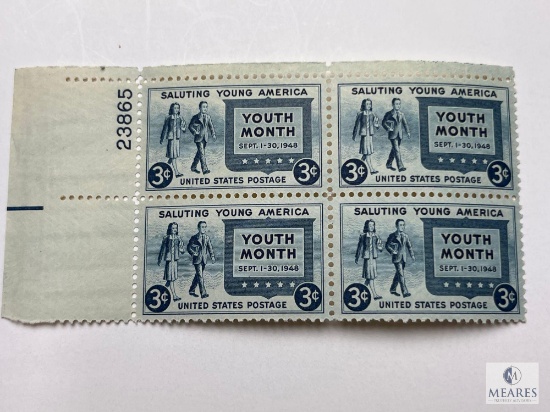 23865
SALUTING YOUNG AMERICA
YOUTH
MONTH
SEPT. 1-30, 1948
3¢ 3¢
UNITED STATES POSTAGE
SALUTING YOUNG AMERICA
YOUTH
MONTH
SEPT. 1-30, 1948
3¢ 3¢
UNITED STATES POSTAGE
SALUTING YOUNG AMERICA
YOUTH
MONTH
SEPT. 1-30, 1948
3¢ 3¢
UNITED STATES POSTAGE
SALUTING YOUNG AMERICA
YOUTH
MONTH
SEPT. 1-30, 1948
3¢ 3¢
UNITED STATES POSTAGE
MEARES